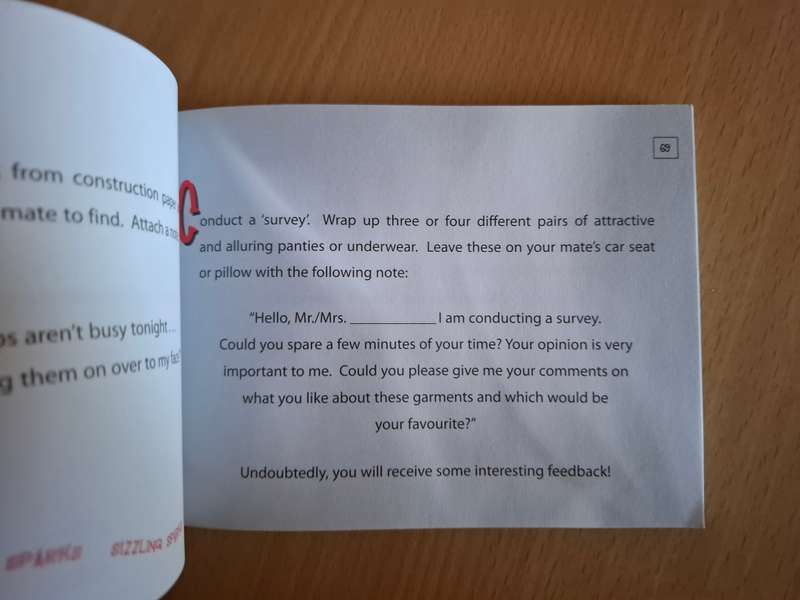 from construction
mate to find. Attach a
aren't busy tonight...
them on over to my face
SPARKS SIZZLING
69
Conduct a 'survey'. Wrap up three or four different pairs of attractive
and alluring panties or underwear. Leave these on your mate's car seat
or pillow with the following note:
"Hello, Mr./Mrs. ___________ I am conducting a survey.
Could you spare a few minutes of your time? Your opinion is very
important to me. Could you please give me your comments on
what you like about these garments and which would be
your favourite?"
Undoubtedly, you will receive some interesting feedback!